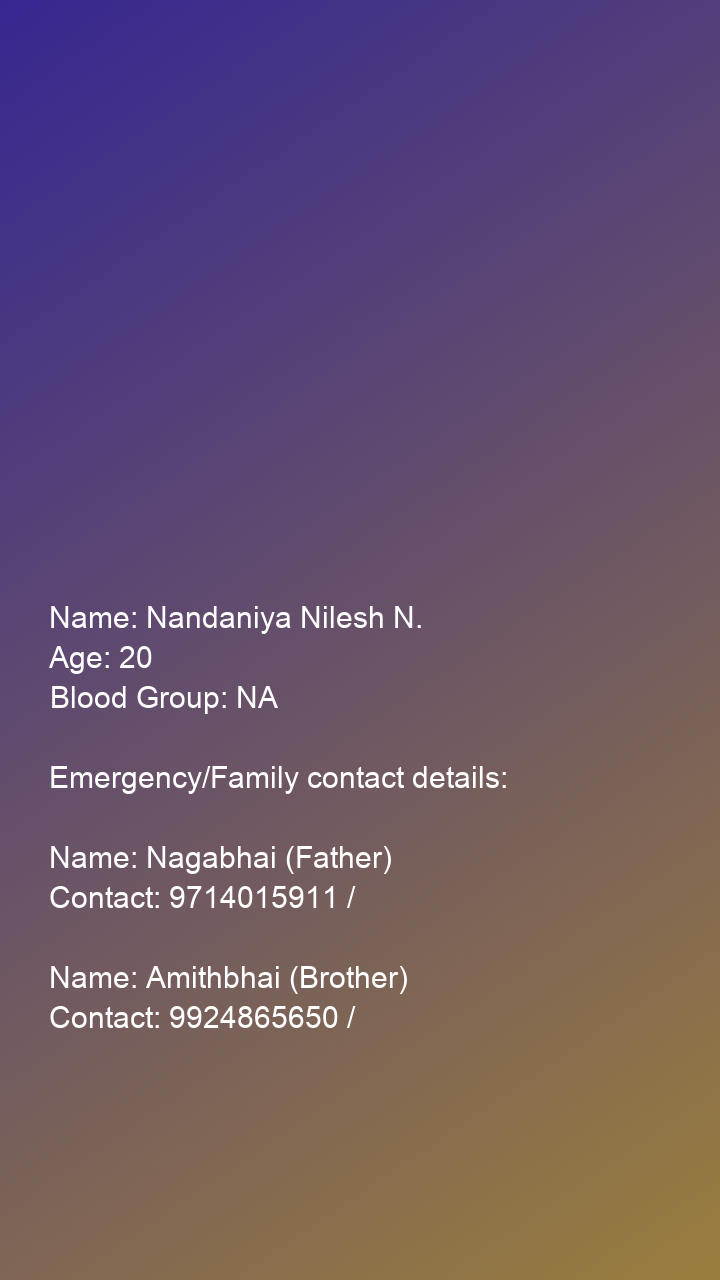 Name: Nandaniya Nilesh N.
Age: 20
Blood Group: NA
Emergency/Family contact details:
Name: Nagabhai (Father)
Contact: 9714015911 /
Name: Amithbhai (Brother)
Contact: 9924865650 /